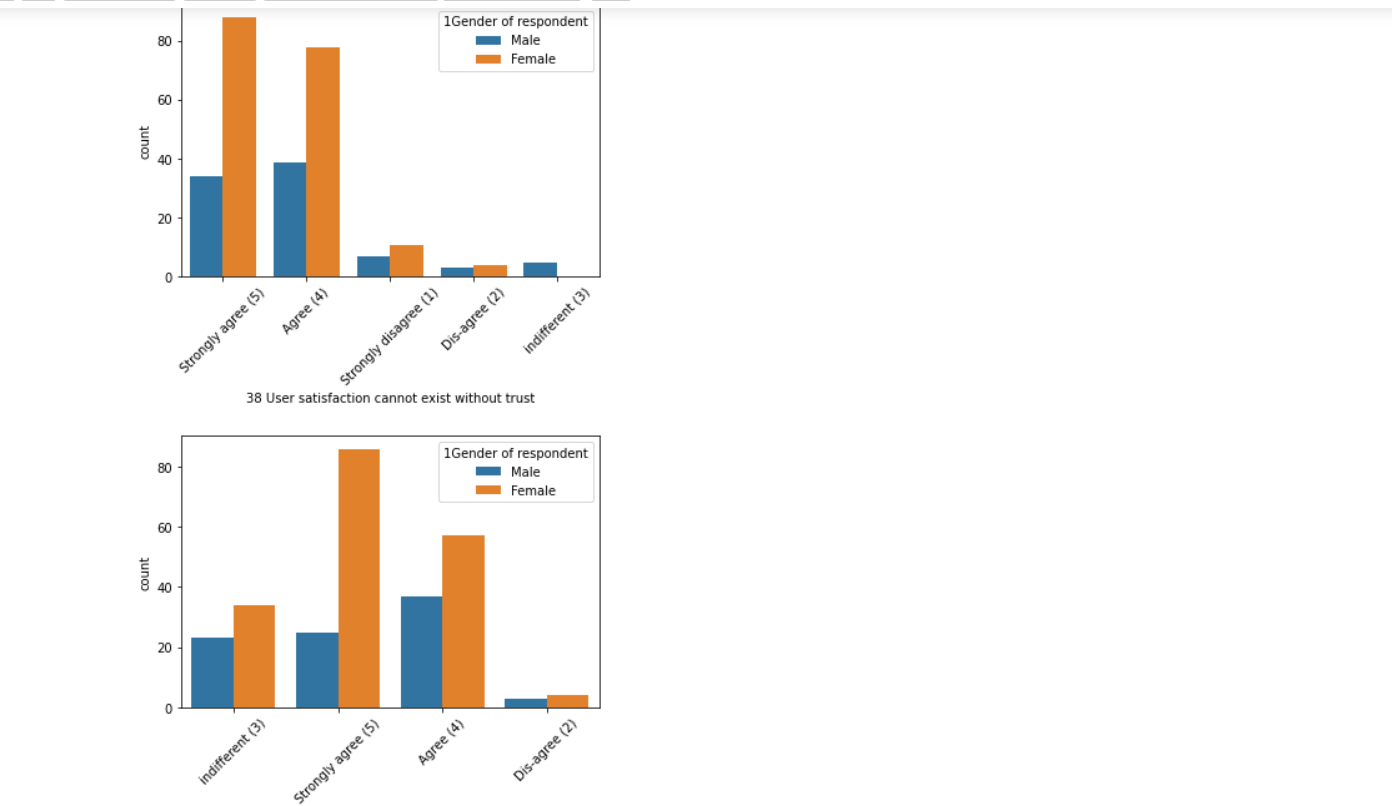 1Gender of respondent
Male
Female
80
60
40
20
0
count
Strongly agree (5)
Agree (4)
Strongly disagree (1)
Dis-agree (2)
indifferent (3)
38 User satisfaction cannot exist without trust
1Gender of respondent
Male
Female
80
60
40
20
0
count
indifferent (3)
Strongly agree (5)
Agree (4)
Dis-agree (2)